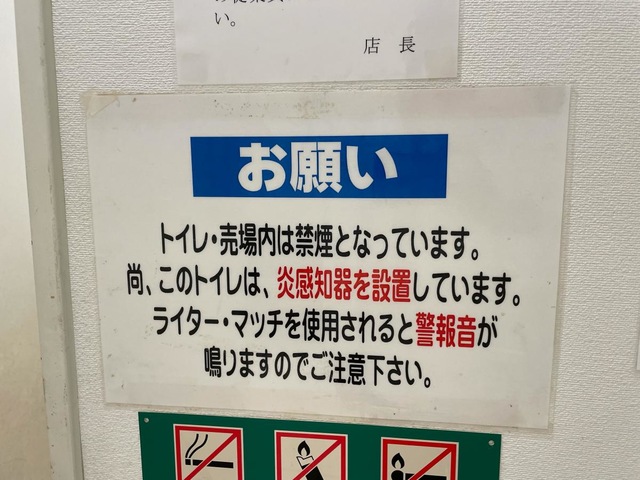 い。
店長
お願い
トイレ・売場内は禁煙となっています。
尚、このトイレは、炎感知器を設置しています。
ライター・マッチを使用されると警報音が
鳴りますのでご注意下さい。